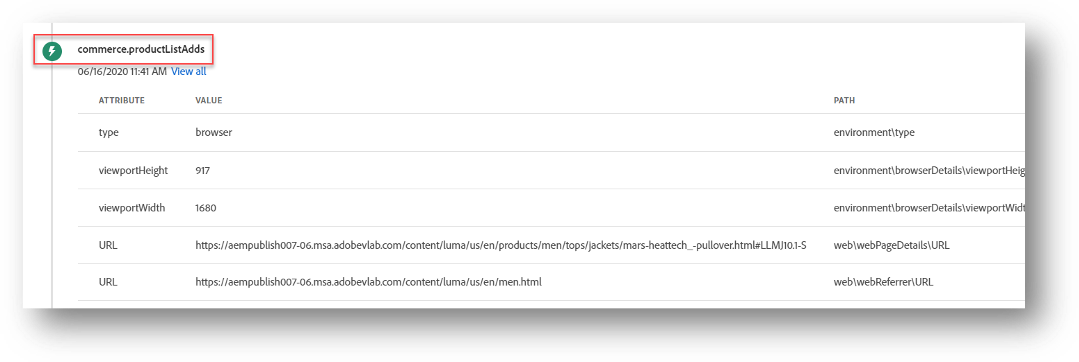 commerce.productListAdds
06/16/2020 11:41 AM View all
ATTRIBUTE VALUE PATH
type browser environment\type
viewportHeight 917 environment\browserDetails\viewportHeig
viewportWidth 1680 environment\browserDetails\viewportWidt
URL https://aempublish007-06.msa.adobevlab.com/content/luma/us/en/products/men/tops/jackets/mars-heattech_-pullover.html#LLMJ10.1-S web\webPageDetails\URL
URL https://aempublish007-06.msa.adobevlab.com/content/luma/us/en/men.html web\webReferrer\URL